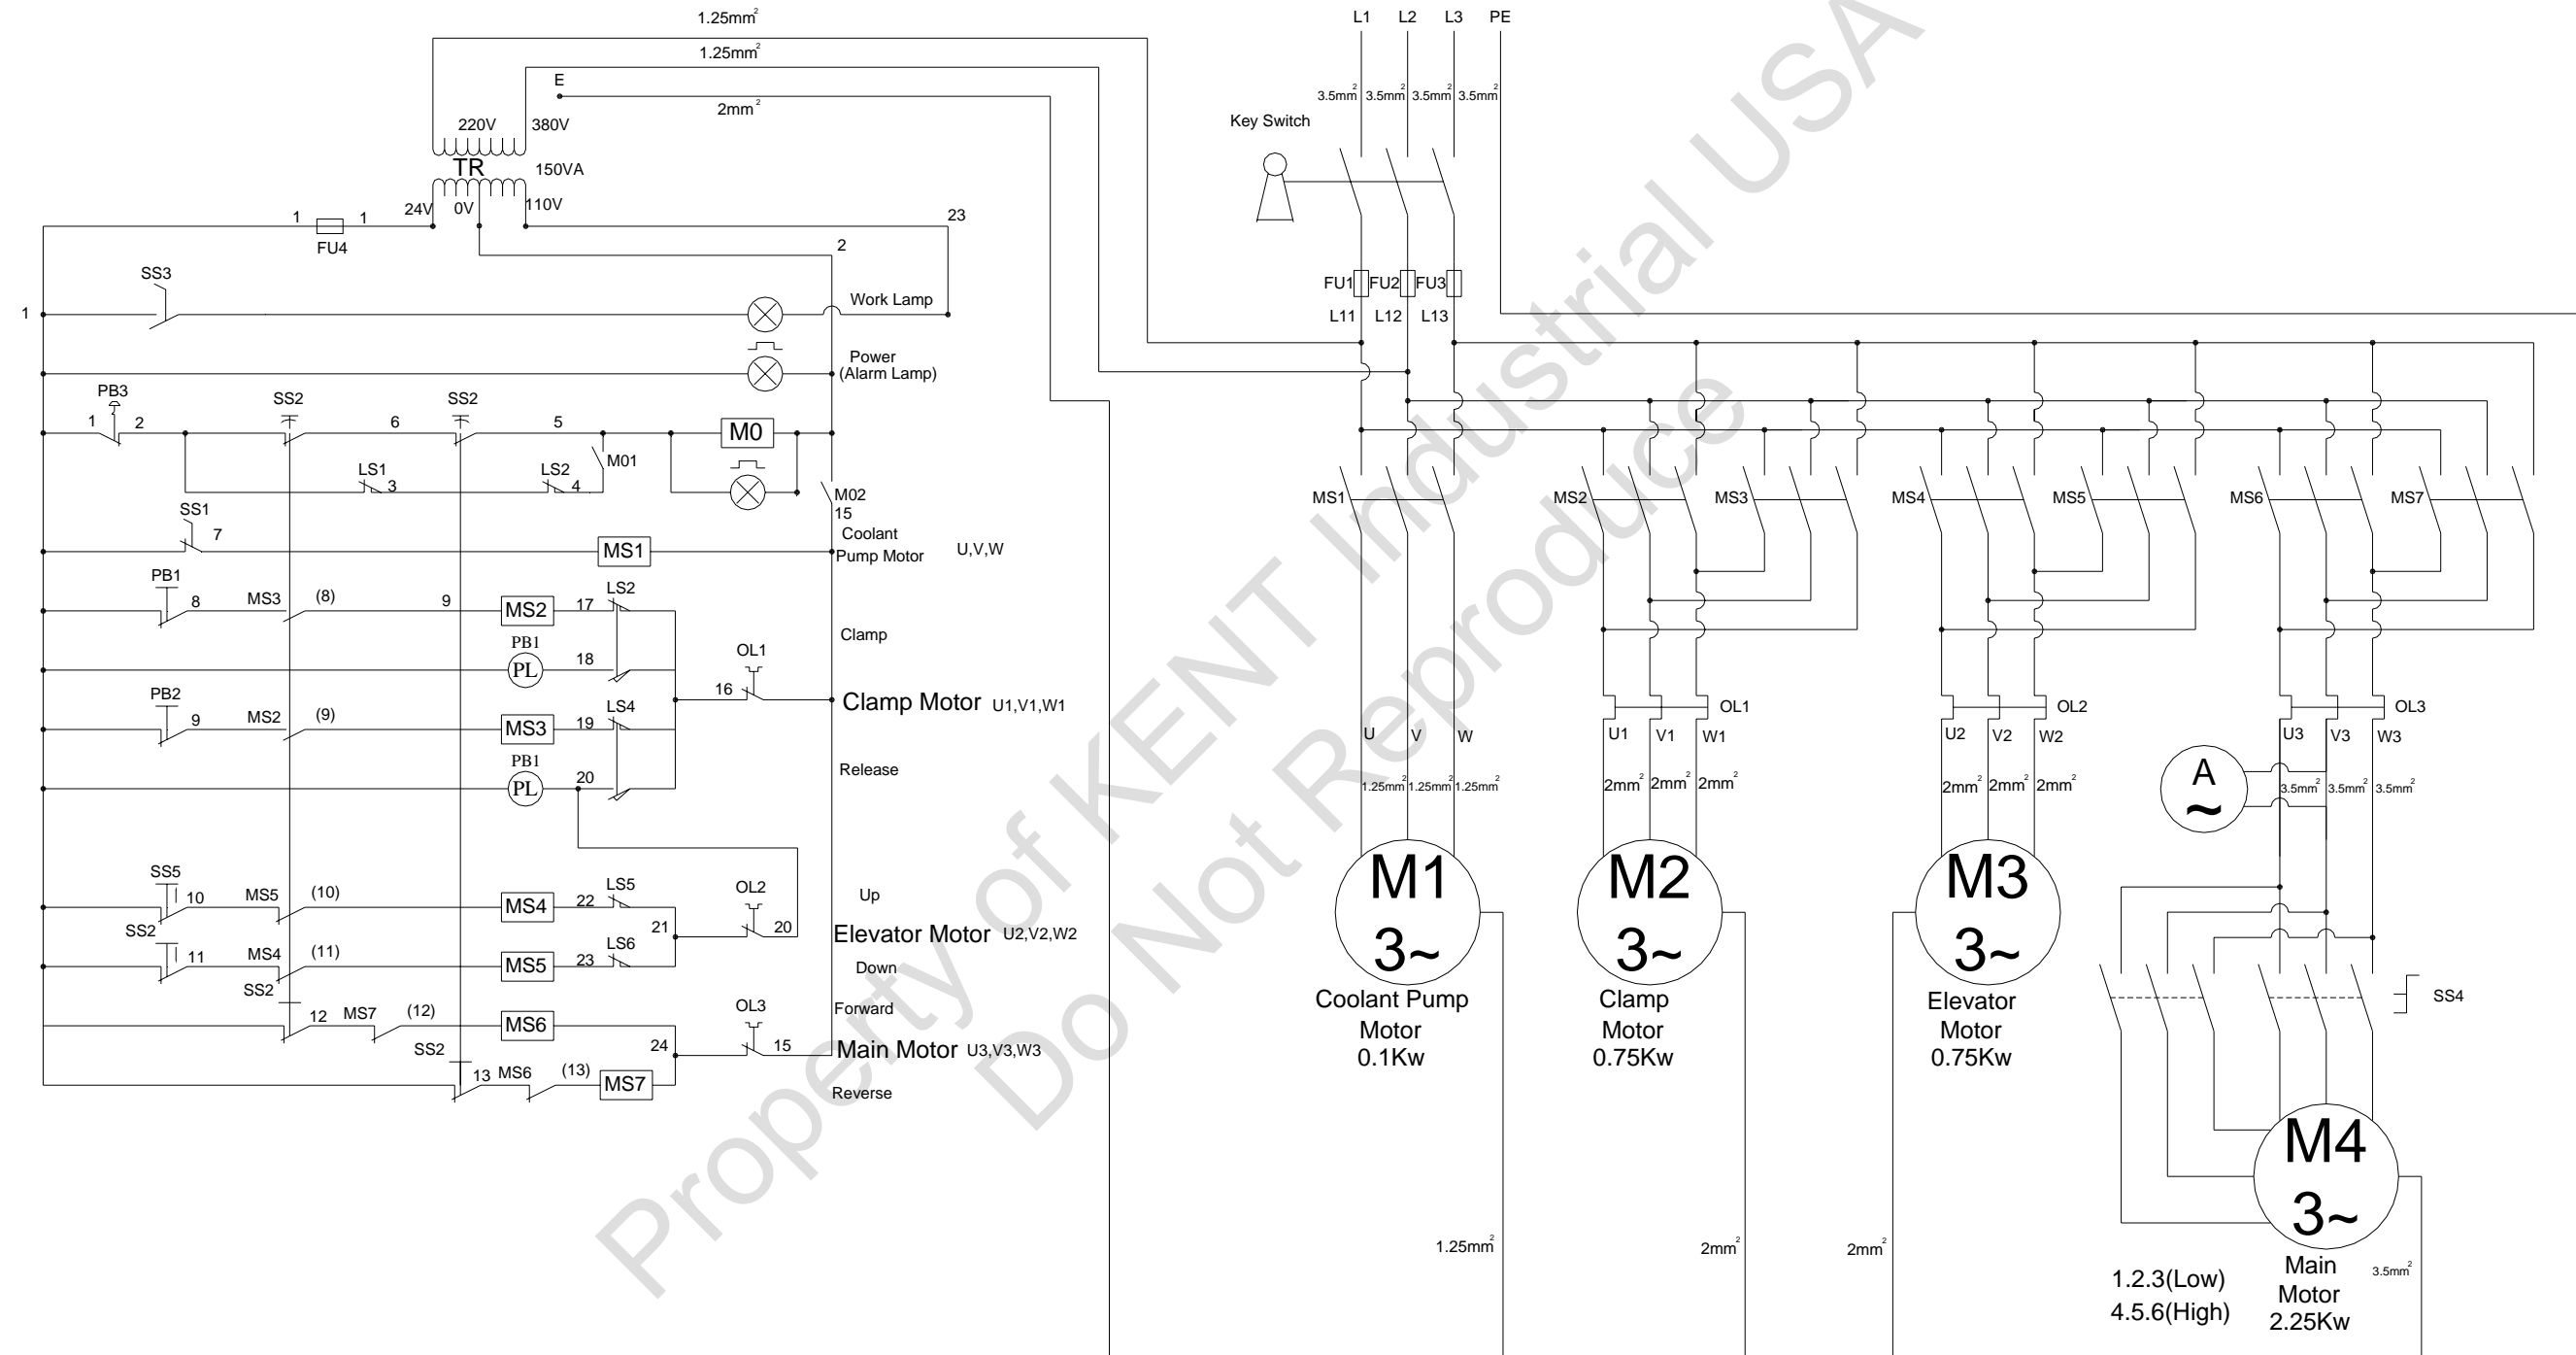 1.25mm²
1.25mm²
E
2mm²
220V 380V
TR
150VA
24V 0V 110V
1 1 23
FU4
2
SS3
1
Work Lamp
Power
(Alarm Lamp)
PB3 SS2 SS2
1 2 6 5
M0
LS1 LS2 M01
3 4
M02
15
SS1
7
MS1
Coolant
Pump Motor U,V,W
PB1
8 MS3 (8) 9 MS2 17 LS2
Clamp
PB1
PL 18
OL1
16
Clamp Motor U1,V1,W1
PB2
9 MS2 (9) MS3 19 LS4
PB1
PL 20
Release
SS5
10 MS5 (10) MS4 22 LS5
Up
OL2
21 20
Elevator Motor U2,V2,W2
SS2
11 MS4 (11) MS5 23 LS6
Down
SS2
12 MS7 (12) MS6
Forward
OL3
24 15
Main Motor U3,V3,W3
SS2
13 MS6 (13) MS7
Reverse
L1 L2 L3 PE
3.5mm² 3.5mm² 3.5mm² 3.5mm²
Key Switch
FU1 FU2 FU3
L11 L12 L13
MS1 MS2 MS3 MS4 MS5 MS6 MS7
OL1 OL2 OL3
U V W U1 V1 W1 U2 V2 W2 U3 V3 W3
1.25mm² 1.25mm² 1.25mm² 2mm² 2mm² 2mm² 2mm² 2mm² 2mm² 3.5mm² 3.5mm² 3.5mm²
A
~
M1
3~
Coolant Pump
Motor
0.1Kw
M2
3~
Clamp
Motor
0.75Kw
M3
3~
Elevator
Motor
0.75Kw
SS4
M4
3~
Main
Motor
2.25Kw
1.25mm² 2mm² 2mm² 3.5mm²
1.2.3(Low)
4.5.6(High)
Property of KENT Industrial USA
Do Not Reproduce